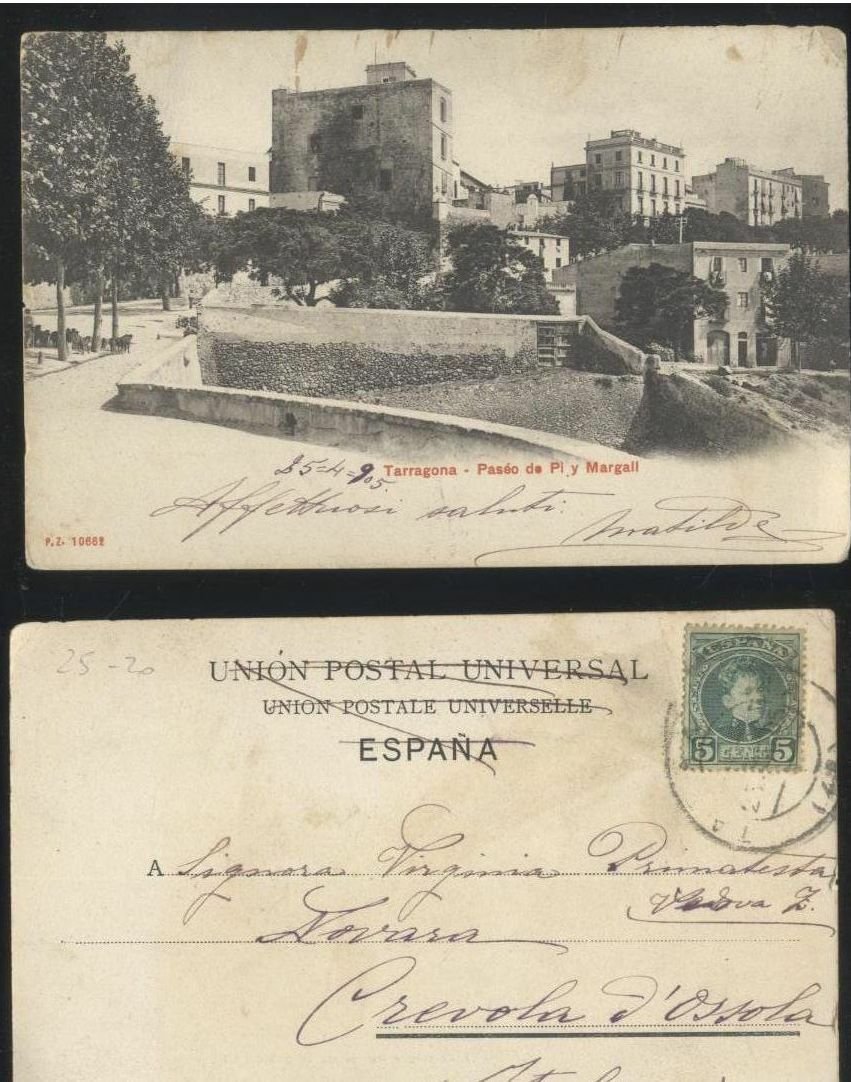 25-4-905 Tarragona - Paséo de Pi y Margall
Affettuosi saluti.
Matilde
P.Z. 10662
25-20
UNIÓN POSTAL UNIVERSAL
UNION POSTALE UNIVERSELLE
ESPAÑA
ESPAÑA
5 CENT 5
A Signora Virginia Primatesta
Vedova Z.
Novara
Crevola d'Ossola